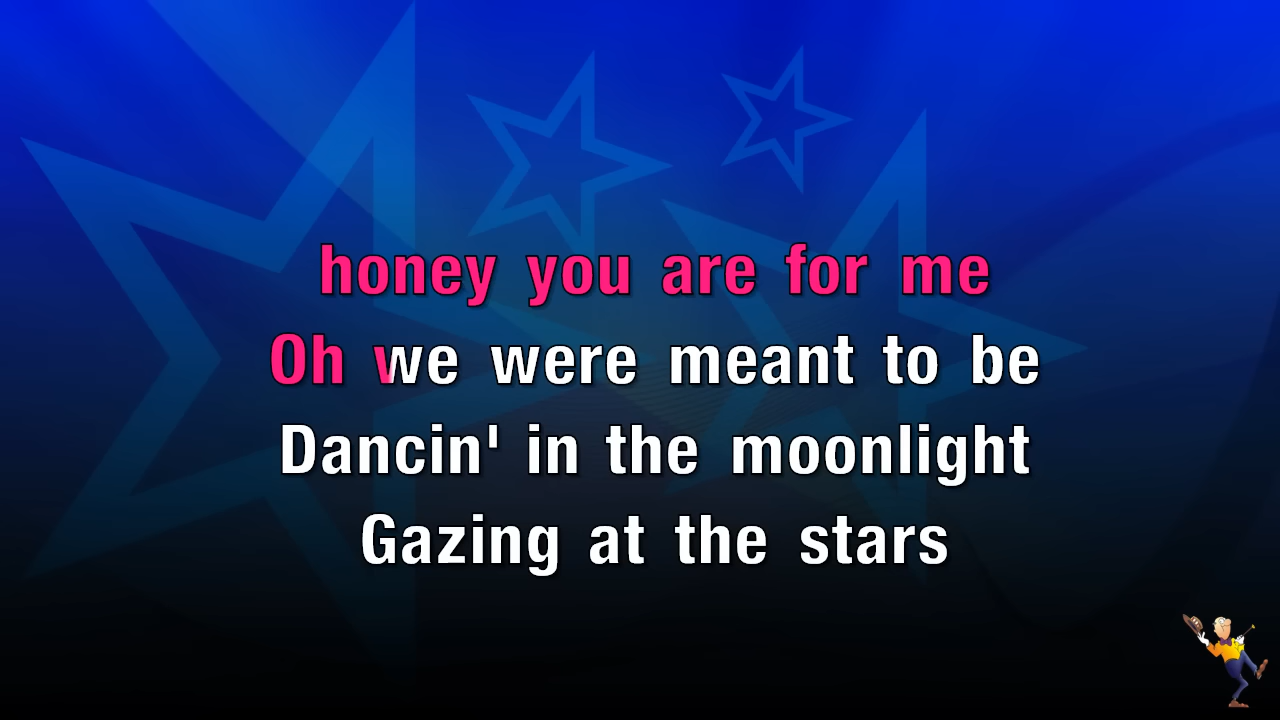 honey you are for me
Oh we were meant to be
Dancin' in the moonlight
Gazing at the stars